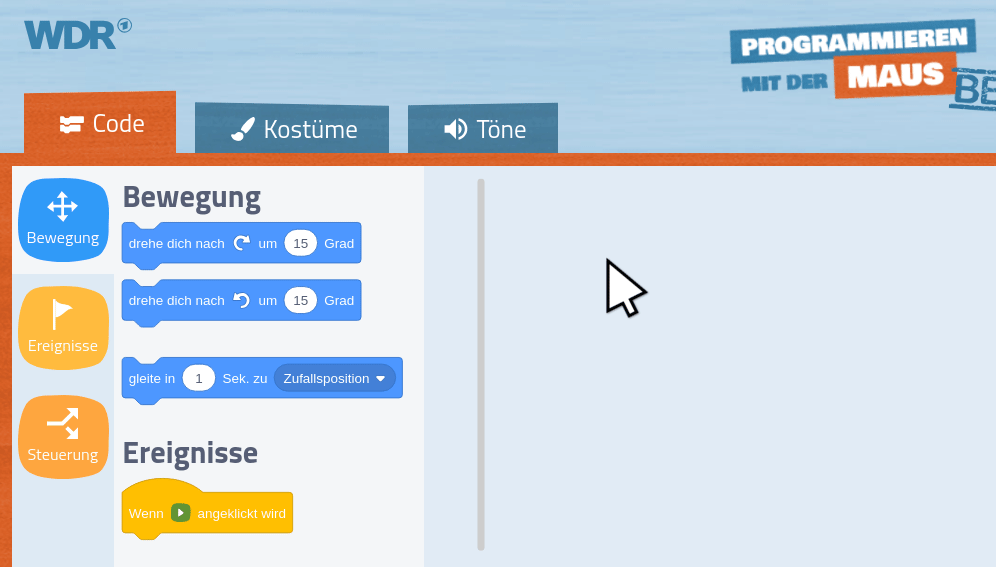 WDR
PROGRAMMIEREN
MIT DER MAUS
Code
Kostüme
Töne
Bewegung
Ereignisse
Steuerung
Bewegung
drehe dich nach um 15 Grad
drehe dich nach um 15 Grad
gleite in 1 Sek. zu Zufallsposition
Ereignisse
Wenn angeklickt wird